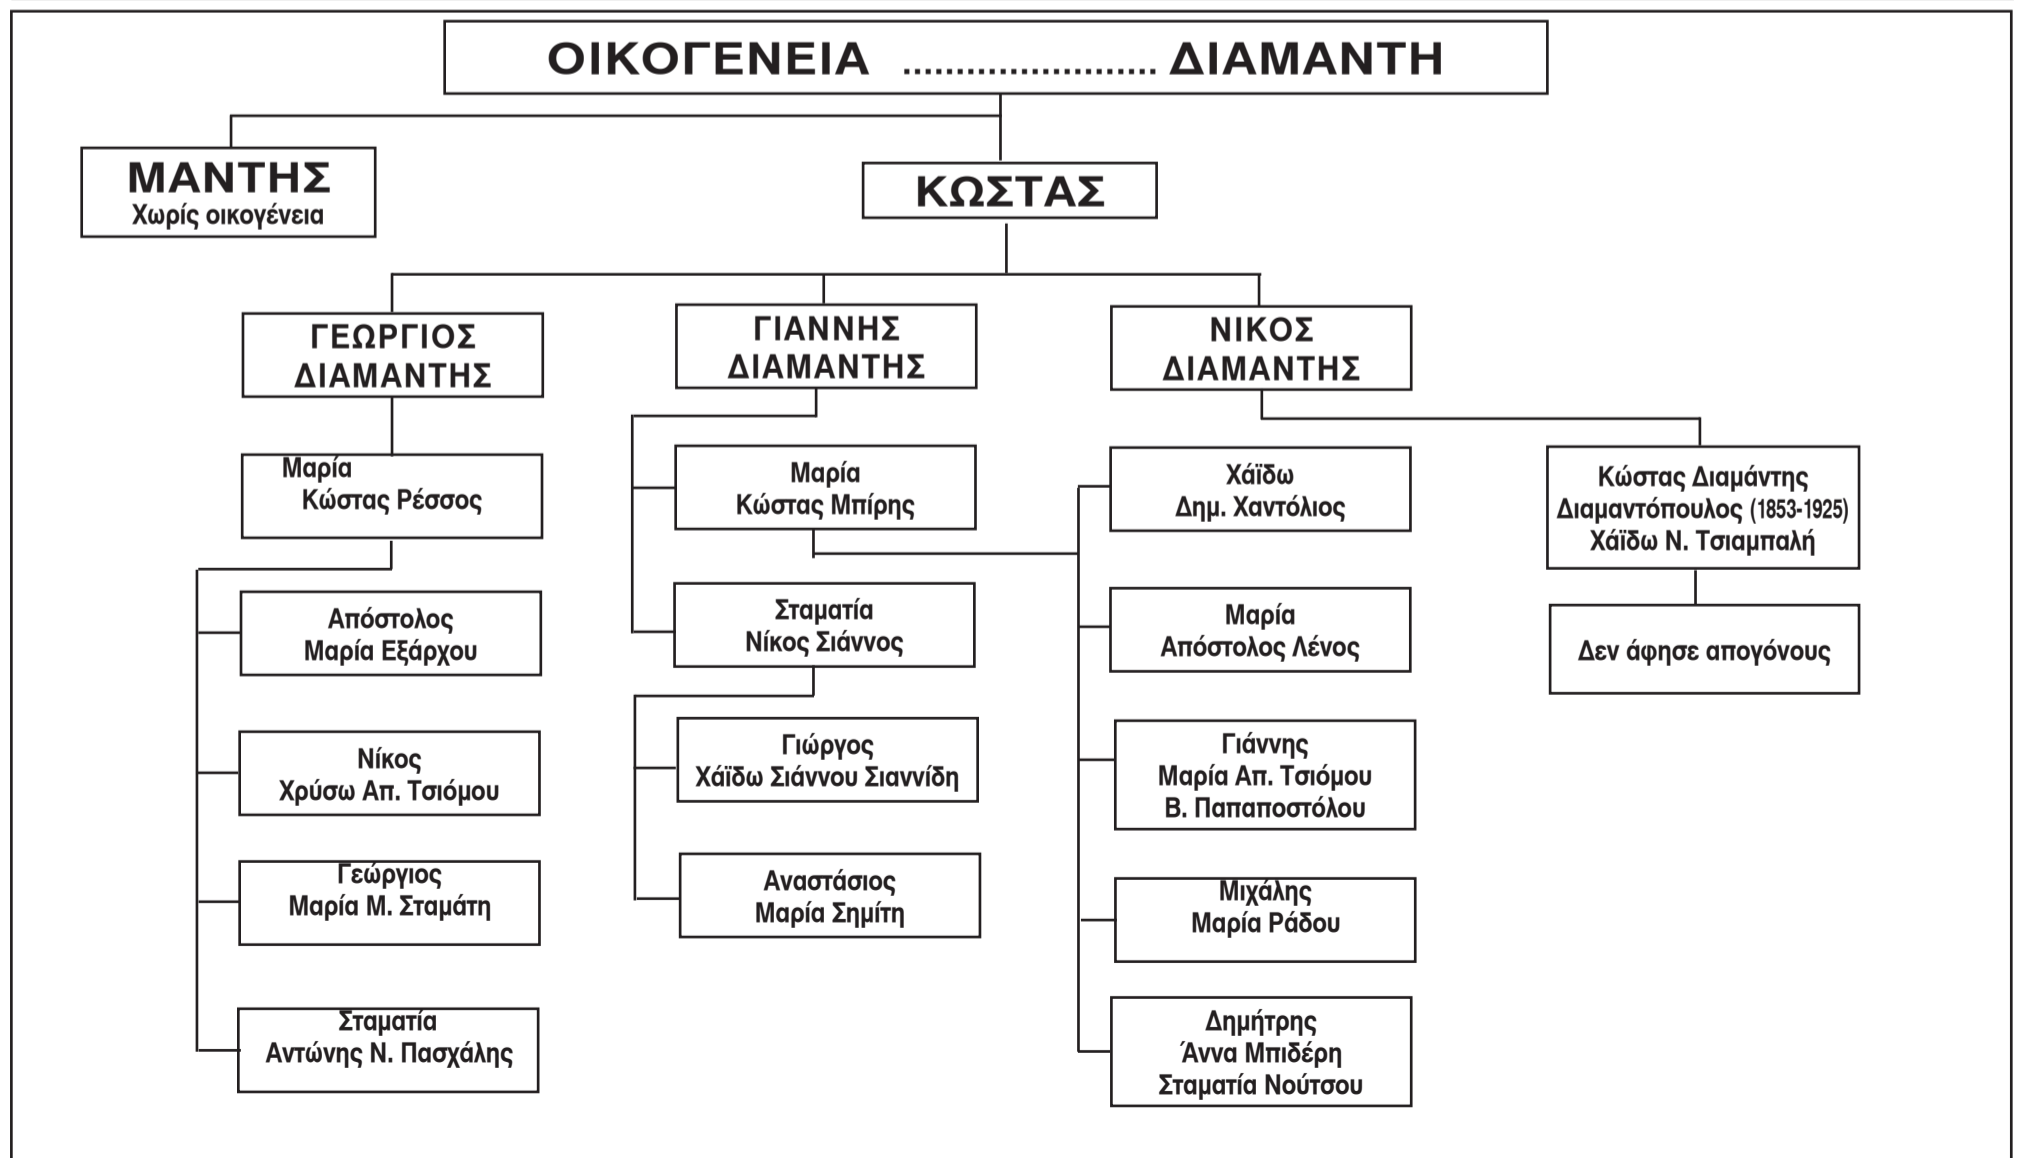 ΟΙΚΟΓΕΝΕΙΑ ........................ ΔΙΑΜΑΝΤΗ
ΜΑΝΤΗΣ
Χωρίς οικογένεια
ΚΩΣΤΑΣ
ΓΕΩΡΓΙΟΣ
ΔΙΑΜΑΝΤΗΣ
ΓΙΑΝΝΗΣ
ΔΙΑΜΑΝΤΗΣ
ΝΙΚΟΣ
ΔΙΑΜΑΝΤΗΣ
Μαρία
Κώστας Ρέσσος
Απόστολος
Μαρία Εξάρχου
Νίκος
Χρύσω Απ. Τσιόμου
Γεώργιος
Μαρία Μ. Σταμάτη
Σταματία
Αντώνης Ν. Πασχάλης
Μαρία
Κώστας Μπίρης
Σταματία
Νίκος Σιάννος
Γιώργος
Χάϊδω Σιάννου Σιαννίδη
Αναστάσιος
Μαρία Σημίτη
Χάϊδω
Δημ. Χαντόλιος
Μαρία
Απόστολος Λένος
Γιάννης
Μαρία Απ. Τσιόμου
Β. Παπαποστόλου
Μιχάλης
Μαρία Ράδου
Δημήτρης
Άννα Μπιδέρη
Σταματία Νούτσου
Κώστας Διαμάντης
Διαμαντόπουλος (1853-1925)
Χάϊδω Ν. Τσιαμπαλή
Δεν άφησε απογόνους